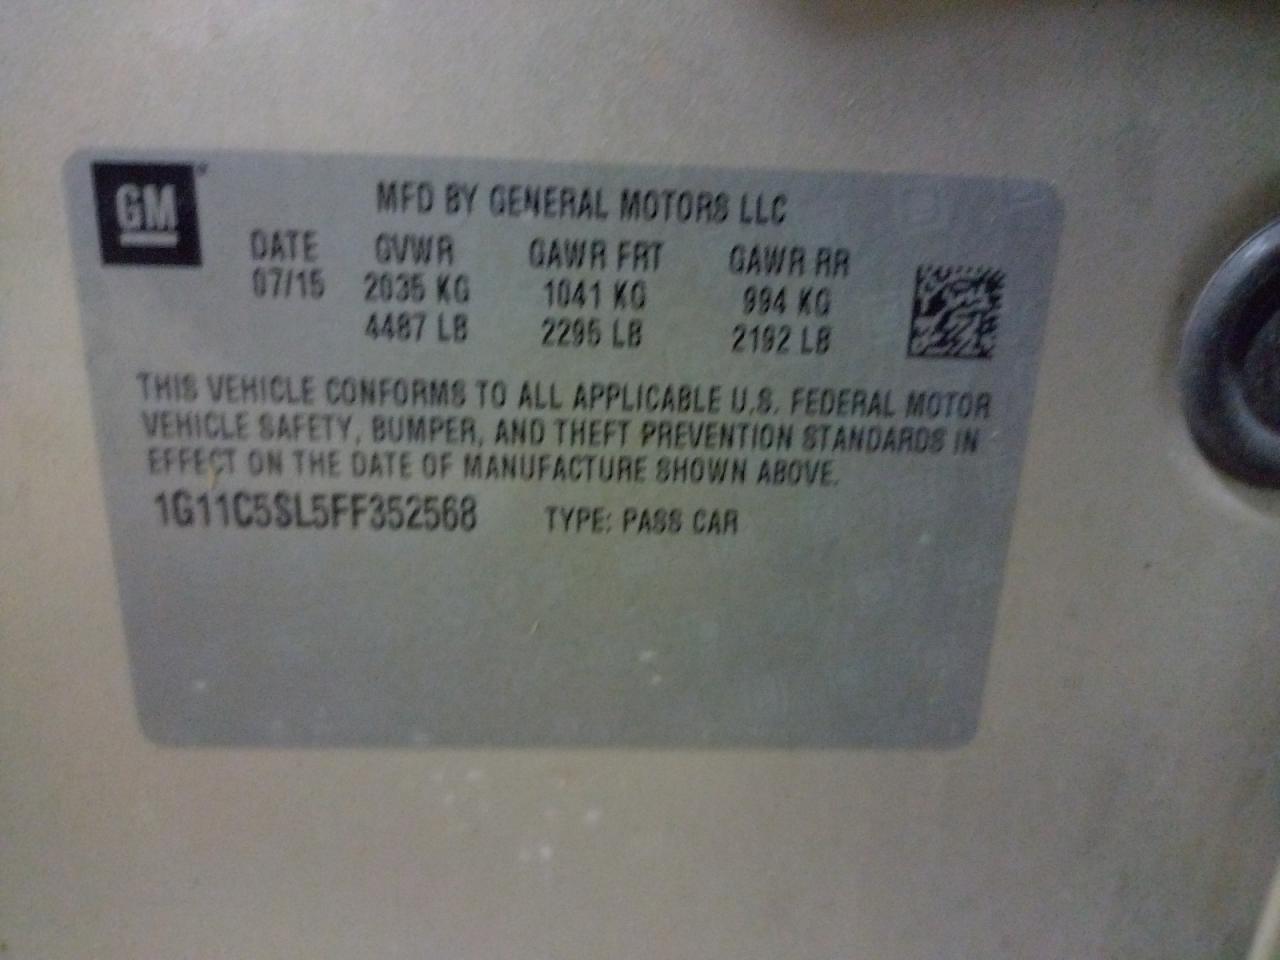 GM
MFD BY GENERAL MOTORS LLC
DATE GVWR GAWR FRT GAWR RR
07/15 2035 KG 1041 KG 994 KG
4487 LB 2295 LB 2192 LB
THIS VEHICLE CONFORMS TO ALL APPLICABLE U.S. FEDERAL MOTOR
VEHICLE SAFETY, BUMPER, AND THEFT PREVENTION STANDARDS IN
EFFECT ON THE DATE OF MANUFACTURE SHOWN ABOVE.
1G11C5SL5FF352568 TYPE: PASS CAR